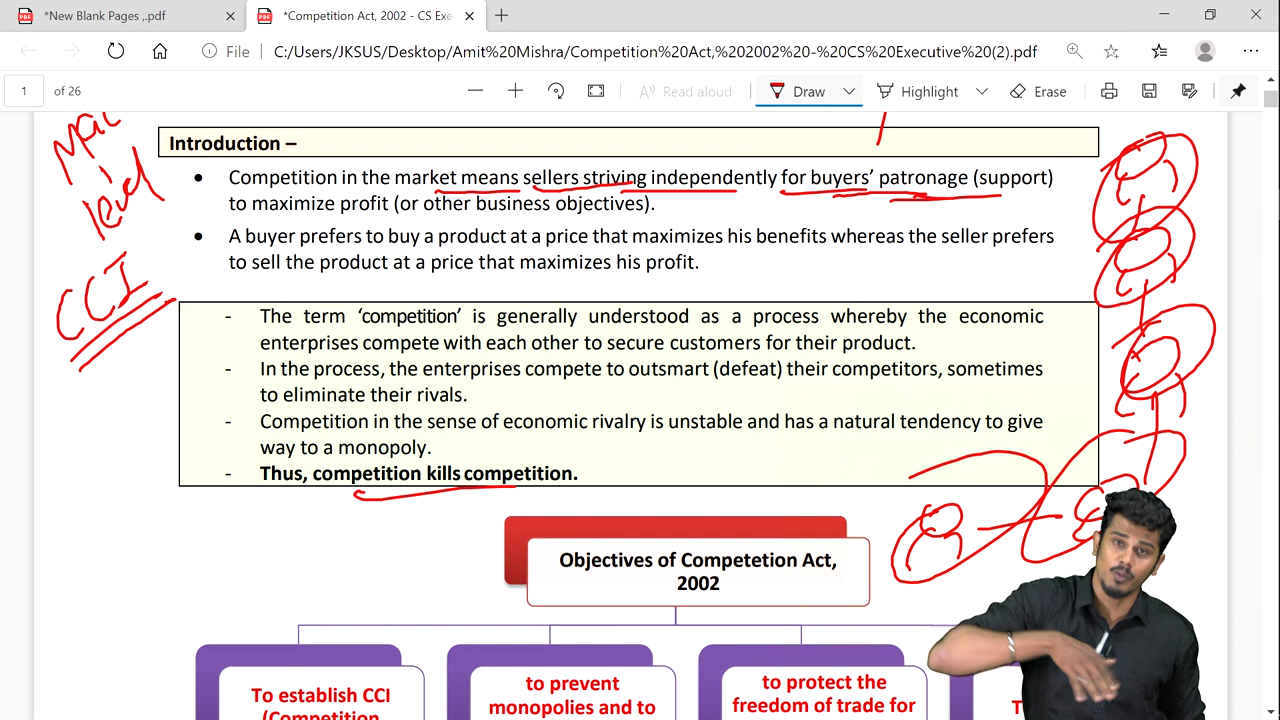 *New Blank Pages ,.pdf
*Competition Act, 2002 - CS Exe
File C:/Users/JKSUS/Desktop/Amit%20Mishra/Competition%20Act,%202002%20-%20CS%20Executive%20(2).pdf
1 of 26
Read aloud Draw Highlight Erase
level
CCI
Introduction –
• Competition in the market means sellers striving independently for buyers’ patronage (support)
to maximize profit (or other business objectives).
• A buyer prefers to buy a product at a price that maximizes his benefits whereas the seller prefers
to sell the product at a price that maximizes his profit.
- The term ‘competition’ is generally understood as a process whereby the economic
enterprises compete with each other to secure customers for their product.
- In the process, the enterprises compete to outsmart (defeat) their competitors, sometimes
to eliminate their rivals.
- Competition in the sense of economic rivalry is unstable and has a natural tendency to give
way to a monopoly.
- Thus, competition kills competition.
Objectives of Competetion Act,
2002
To establish CCI
(Competition
to prevent
monopolies and to
to protect the
freedom of trade for